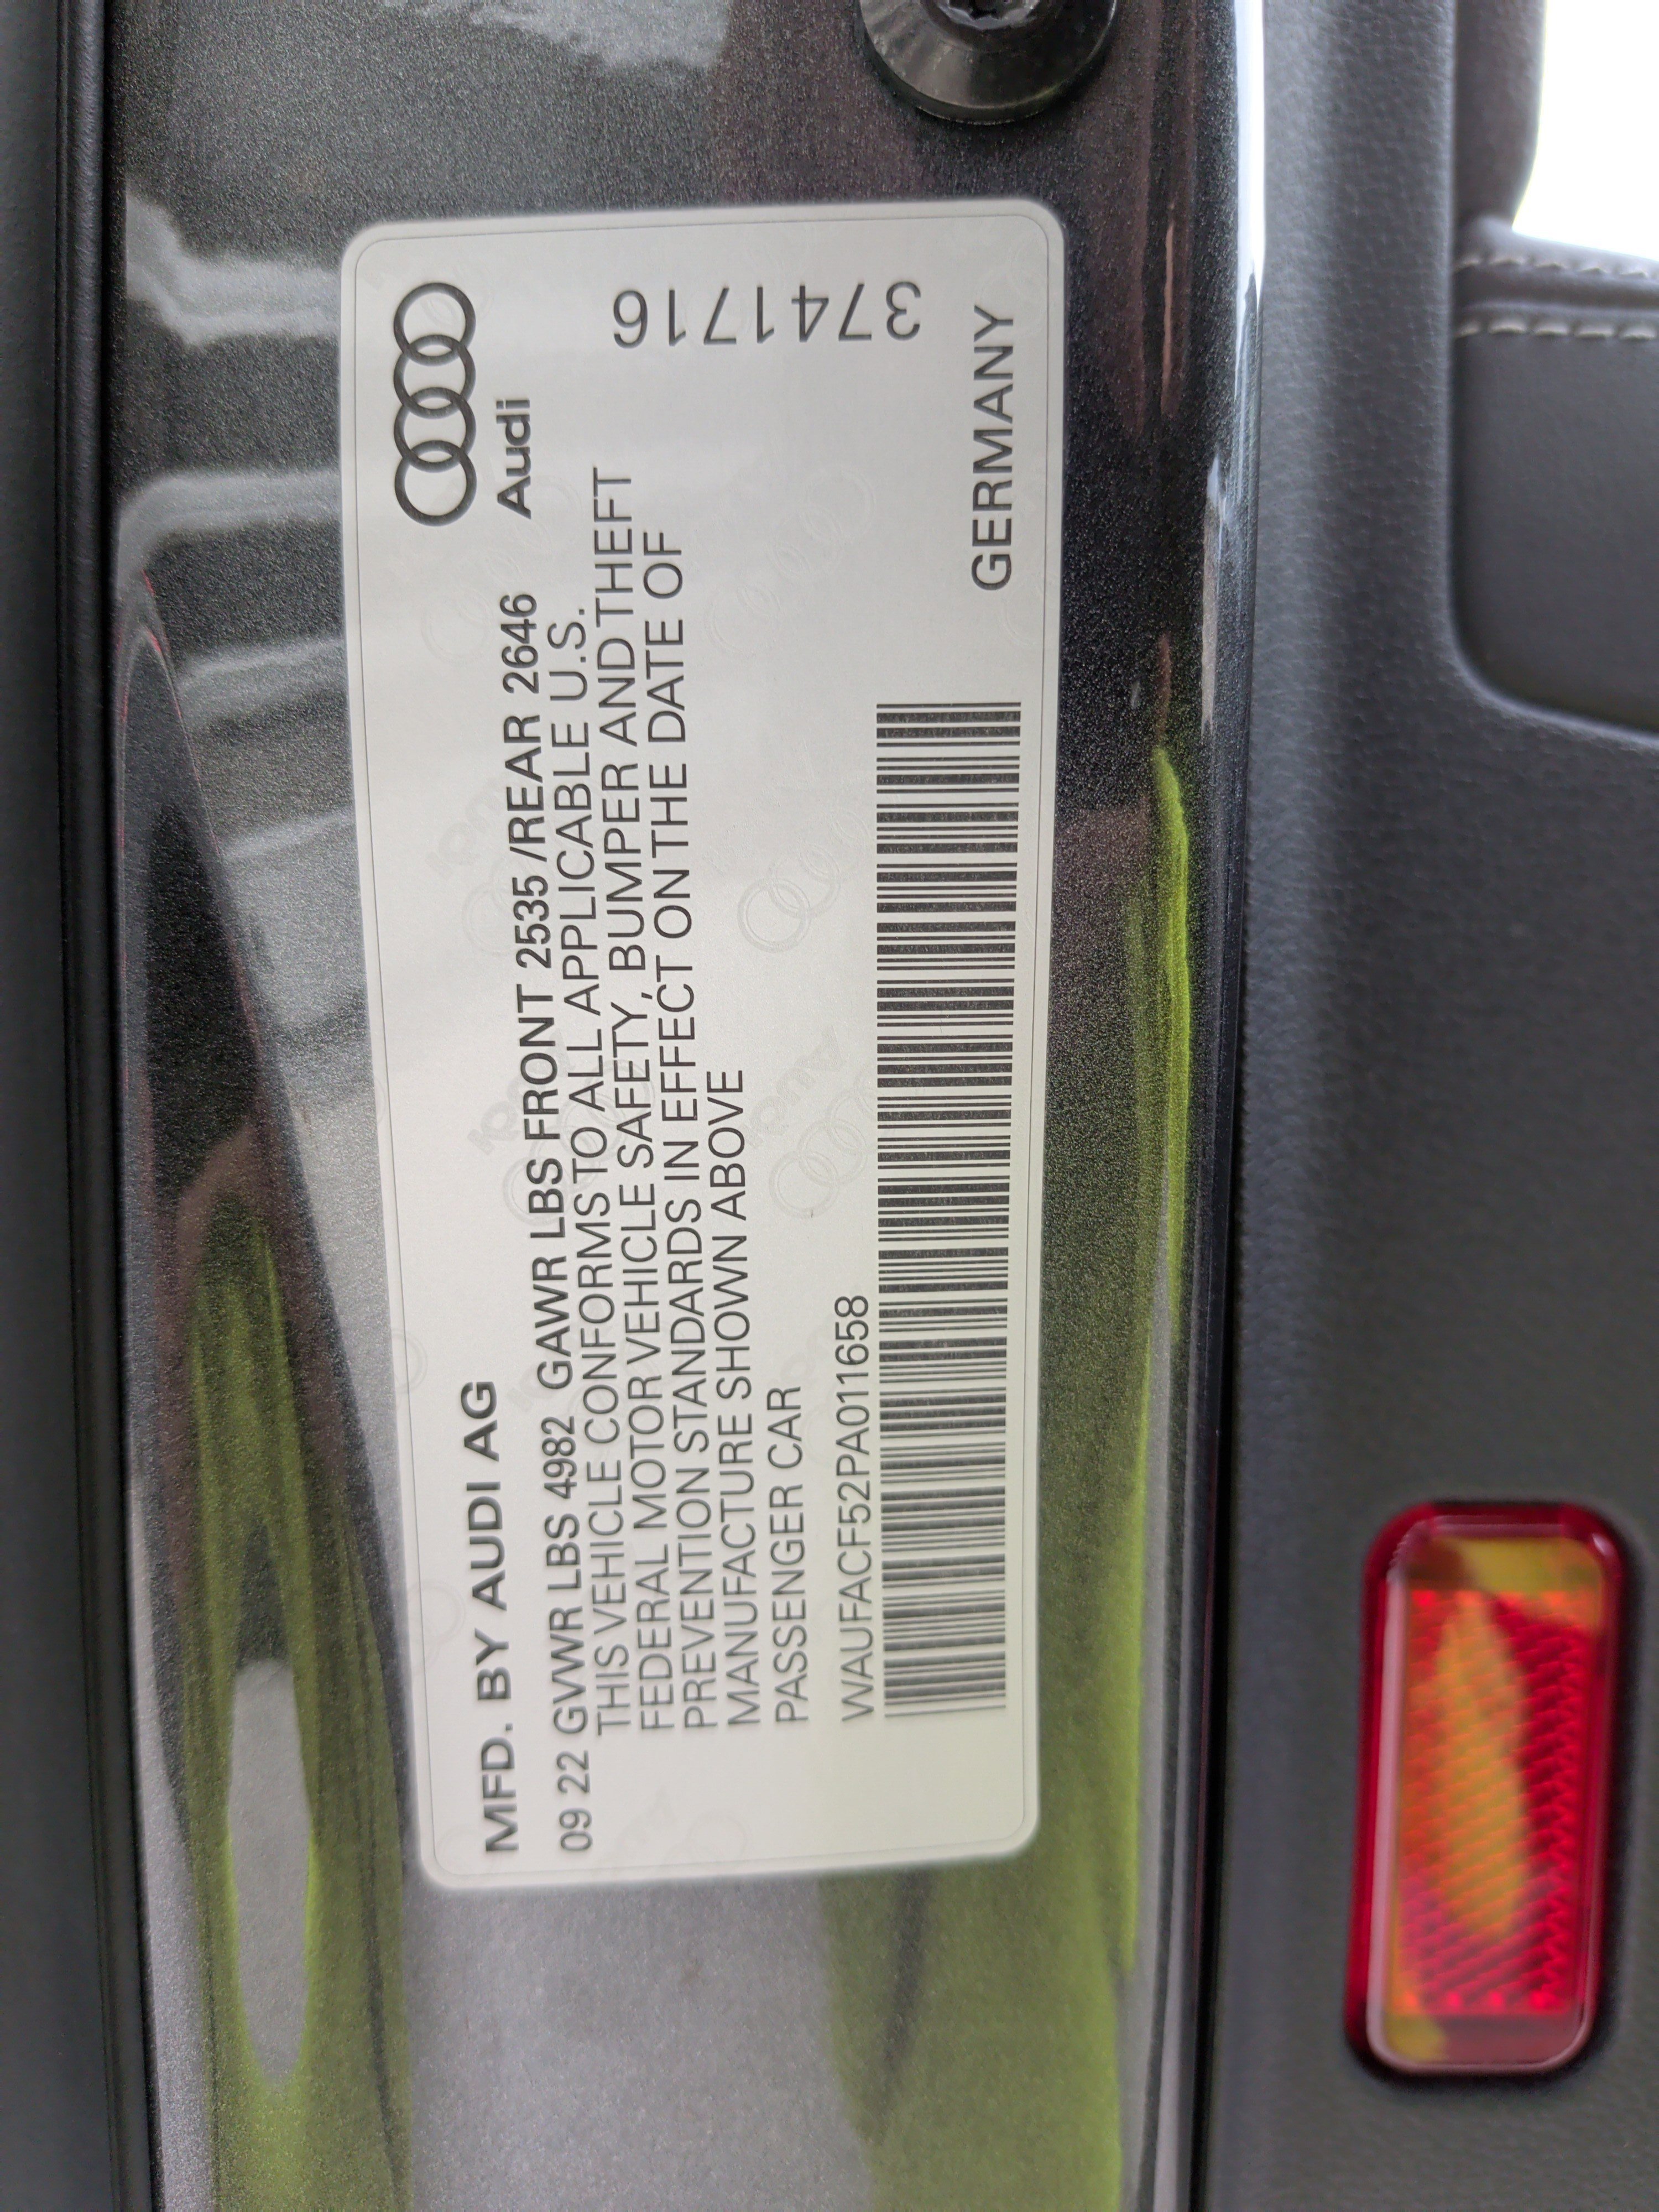 Audi
MFD. BY AUDI AG
09 22 GVWR LBS 4982 GAWR LBS FRONT 2535 /REAR 2646
THIS VEHICLE CONFORMS TO ALL APPLICABLE U.S.
FEDERAL MOTOR VEHICLE SAFETY, BUMPER AND THEFT
PREVENTION STANDARDS IN EFFECT ON THE DATE OF
MANUFACTURE SHOWN ABOVE
PASSENGER CAR
3741716
WAUFACF52PA011658
GERMANY